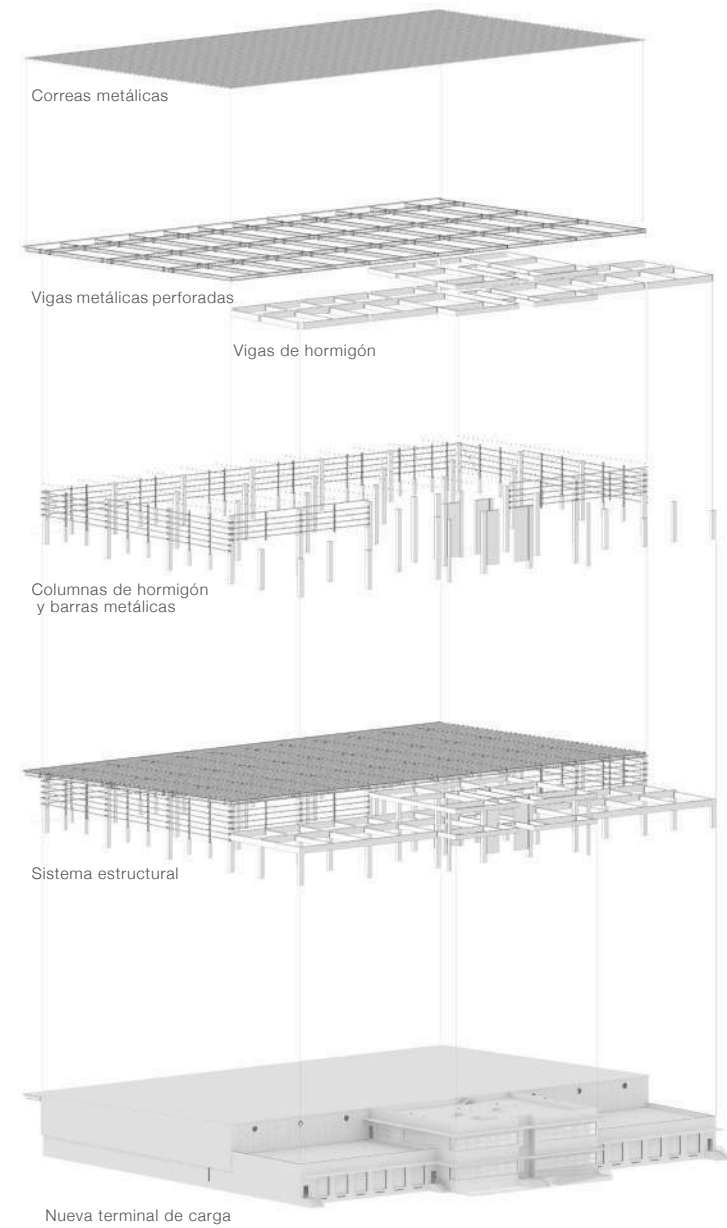 Correas metálicas
Vigas metálicas perforadas
Vigas de hormigón
Columnas de hormigón
y barras metálicas
Sistema estructural
Nueva terminal de carga